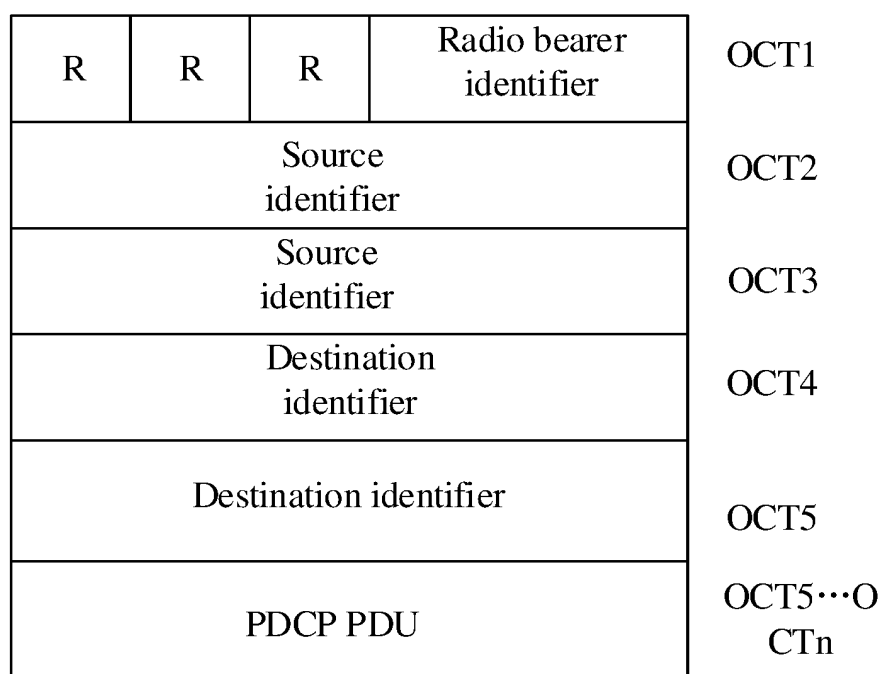 R R R Radio bearer
identifier
OCT1
Source
identifier
OCT2
Source
identifier
OCT3
Destination
identifier
OCT4
Destination identifier
OCT5
PDCP PDU
OCT5···O
CTn